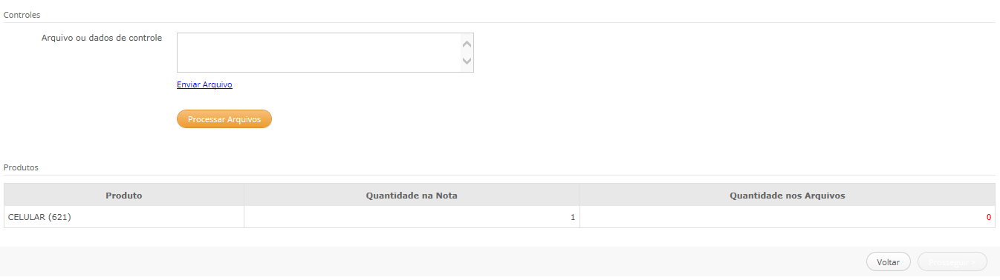 Controles
Arquivo ou dados de controle
Enviar Arquivo
Processar Arquivos
Produtos
Produto Quantidade na Nota Quantidade nos Arquivos
CELULAR (621) 1 0
Voltar Prosseguir >